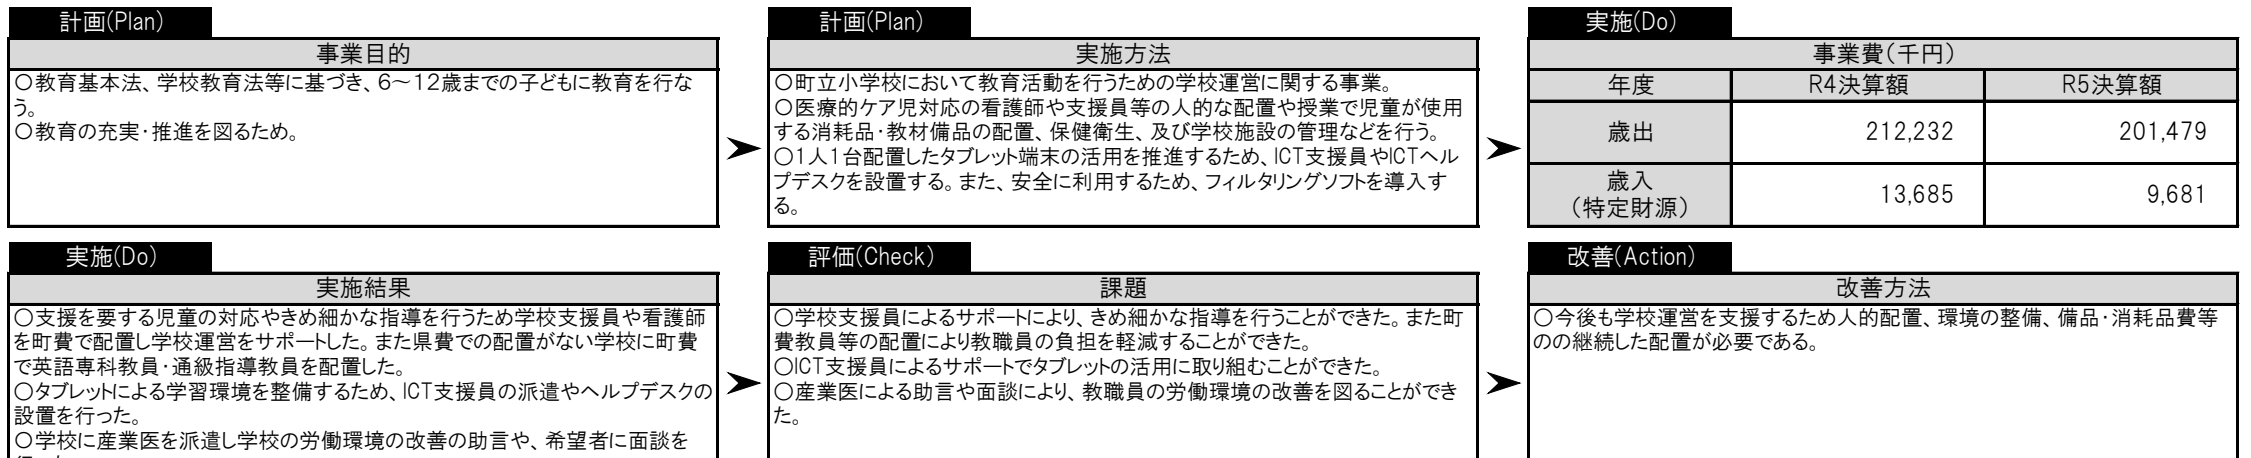 計画(Plan)
事業目的
〇教育基本法、学校教育法等に基づき、6～12歳までの子どもに教育を行な
う。
〇教育の充実・推進を図るため。
計画(Plan)
実施方法
〇町立小学校において教育活動を行うための学校運営に関する事業。
〇医療的ケア児対応の看護師や支援員等の人的な配置や授業で児童が使用
する消耗品・教材備品の配置、保健衛生、及び学校施設の管理などを行う。
〇1人1台配置したタブレット端末の活用を推進するため、ICT支援員やICTヘル
プデスクを設置する。また、安全に利用するため、フィルタリングソフトを導入す
る。
実施(Do)
事業費(千円)
年度 R4決算額 R5決算額
歳出 212,232 201,479
歳入
(特定財源) 13,685 9,681
実施(Do)
実施結果
〇支援を要する児童の対応やきめ細かな指導を行うため学校支援員や看護師
を町費で配置し学校運営をサポートした。また県費での配置がない学校に町費
で英語専科教員・通級指導教員を配置した。
〇タブレットによる学習環境を整備するため、ICT支援員の派遣やヘルプデスクの
設置を行った。
〇学校に産業医を派遣し学校の労働環境の改善の助言や、希望者に面談を
評価(Check)
課題
〇学校支援員によるサポートにより、きめ細かな指導を行うことができた。また町
費教員等の配置により教職員の負担を軽減することができた。
〇ICT支援員によるサポートでタブレットの活用に取り組むことができた。
〇産業医による助言や面談により、教職員の労働環境の改善を図ることができ
た。
改善(Action)
改善方法
〇今後も学校運営を支援するため人的配置、環境の整備、備品・消耗品費等
のの継続した配置が必要である。